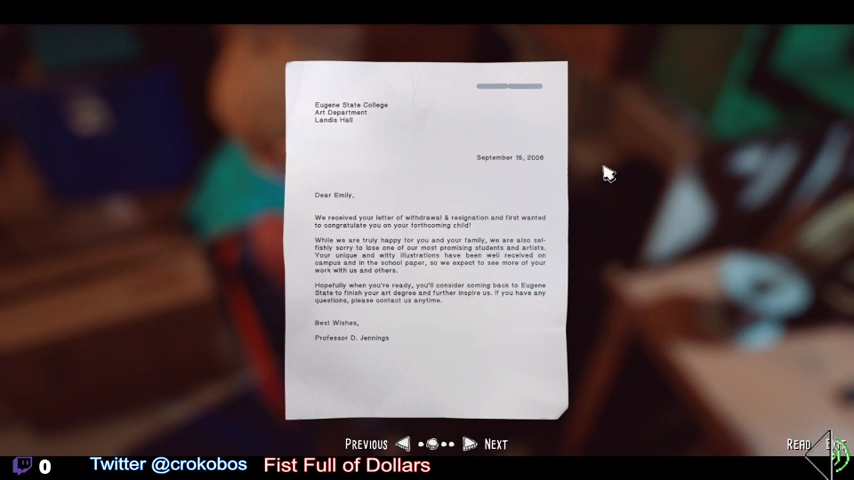 Eugene State College
Art Department
Landis Hall
September 15, 2006
Dear Emily,
We received your letter of withdrawal & resignation and first wanted
to congratulate you on your forthcoming child!
While we are truly happy for you and your family, we are also sel-
fishly sorry to lose one of our most promising students and artists.
Your unique and witty illustrations have been well received on
campus and in the school paper, so we expect to see more of your
work with us and others.
Hopefully when you're ready, you'll consider coming back to Eugene
State to finish your art degree and further inspire us. If you have any
questions, please contact us anytime.
Best Wishes,
Professor D. Jennings
Previous Next
Read Exit
0 Twitter @crokobos Fist Full of Dollars